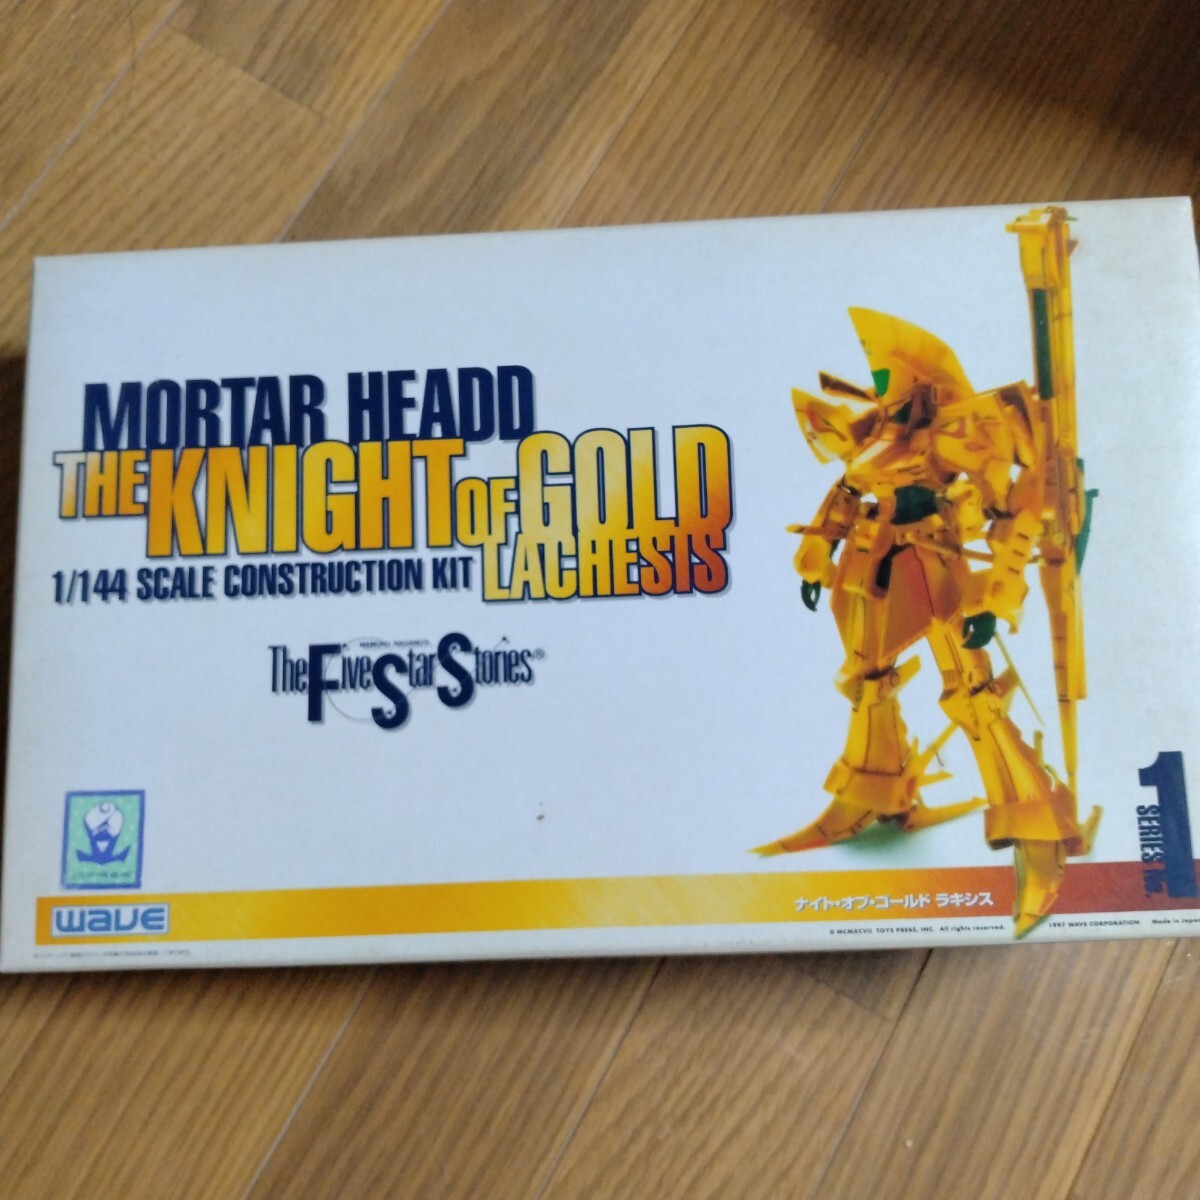 MORTAR HEADD
THE KNIGHT OF GOLD
LACHESIS
1/144 SCALE CONSTRUCTION KIT
MAMORU NAGANO'S
The Five Star Stories®
1
SERIES No.
wave
ナイト・オブ・ゴールド ラキシス
© MCMXCVII TOYS PRESS, INC. All rights reserved.
1997 WAVE CORPORATION
Made in Japan